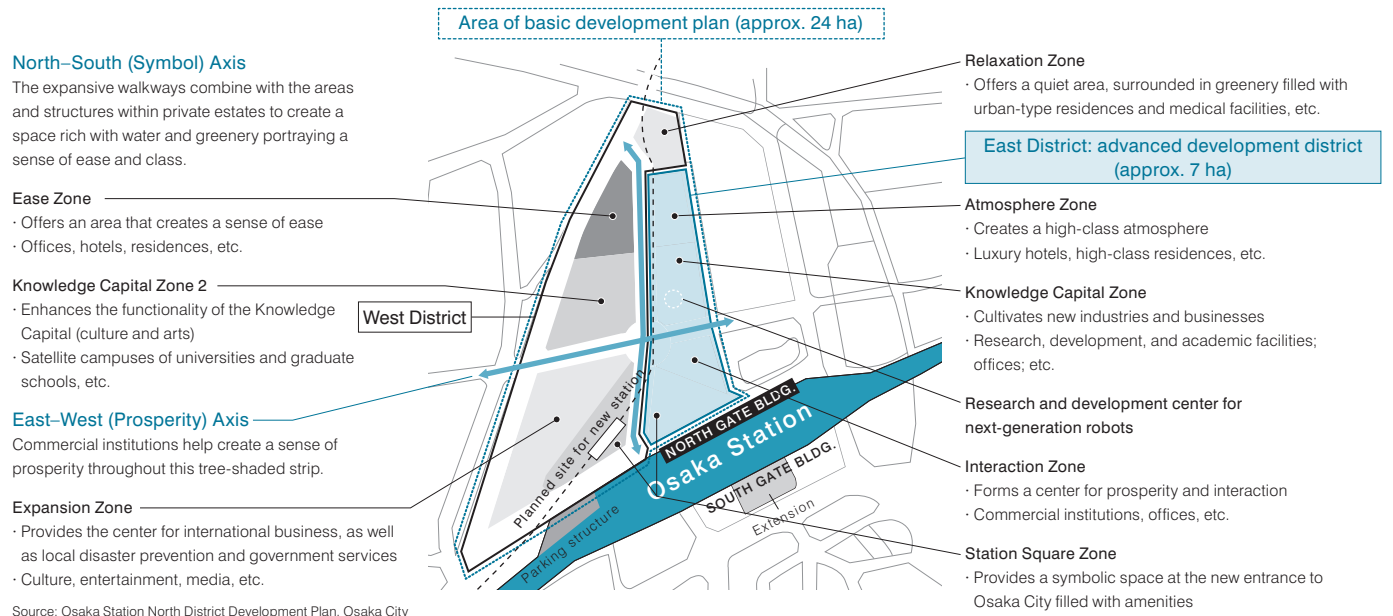 Area of basic development plan (approx. 24 ha)
North–South (Symbol) Axis
The expansive walkways combine with the areas
and structures within private estates to create a
space rich with water and greenery portraying a
sense of ease and class.
Ease Zone
· Offers an area that creates a sense of ease
· Offices, hotels, residences, etc.
Knowledge Capital Zone 2
· Enhances the functionality of the Knowledge
Capital (culture and arts)
· Satellite campuses of universities and graduate
schools, etc.
East–West (Prosperity) Axis
Commercial institutions help create a sense of
prosperity throughout this tree-shaded strip.
Expansion Zone
· Provides the center for international business, as well
as local disaster prevention and government services
· Culture, entertainment, media, etc.
Source: Osaka Station North District Development Plan, Osaka City
West District
Planned site for new station
NORTH GATE BLDG.
Osaka Station
SOUTH GATE BLDG.
Extension
Parking structure
Relaxation Zone
· Offers a quiet area, surrounded in greenery filled with
urban-type residences and medical facilities, etc.
East District: advanced development district
(approx. 7 ha)
Atmosphere Zone
· Creates a high-class atmosphere
· Luxury hotels, high-class residences, etc.
Knowledge Capital Zone
· Cultivates new industries and businesses
· Research, development, and academic facilities;
offices; etc.
Research and development center for
next-generation robots
Interaction Zone
· Forms a center for prosperity and interaction
· Commercial institutions, offices, etc.
Station Square Zone
· Provides a symbolic space at the new entrance to
Osaka City filled with amenities